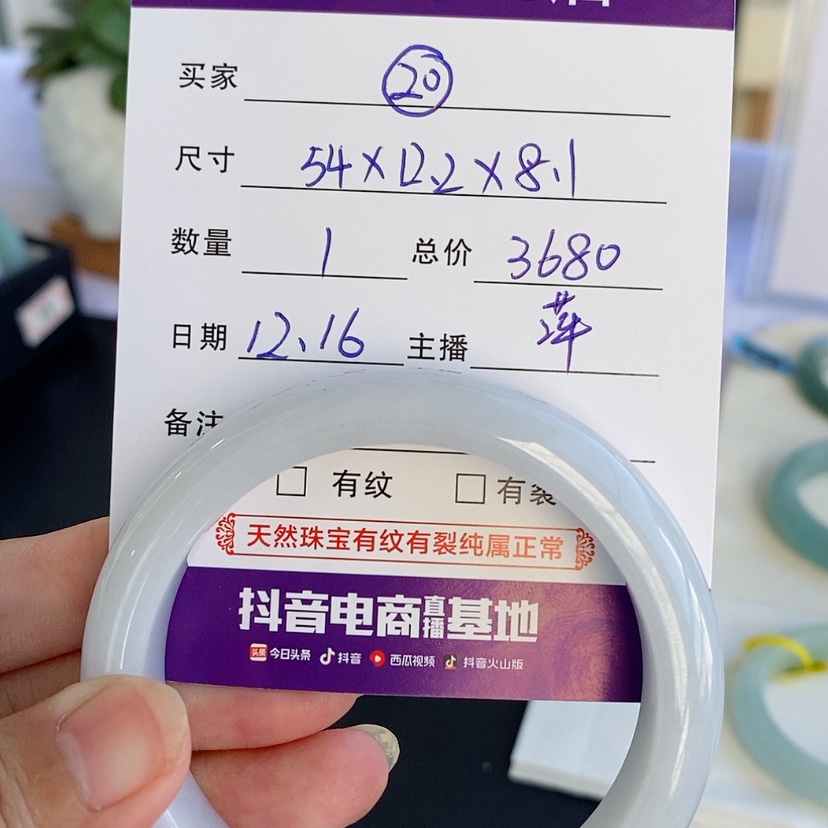 买家 20
尺寸 54×12.2×8.1
数量 1 总价 3680
日期 12、16 主播 萍
备注
□ 有纹 □ 有裂
天然珠宝有纹有裂纯属正常
抖音电商直播基地
头条 今日头条 抖音 西瓜视频 抖音火山版